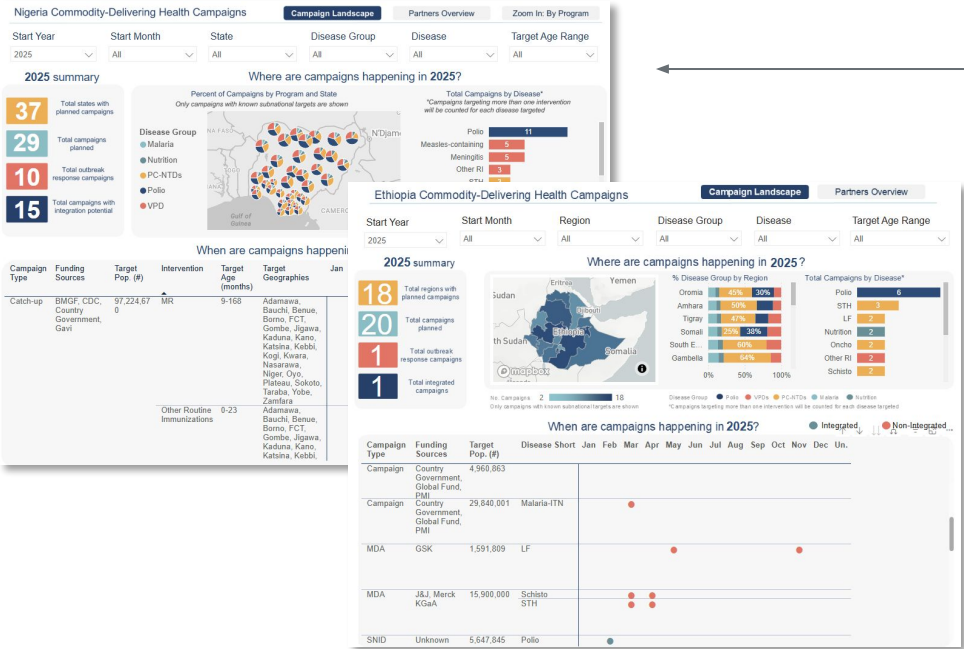 Nigeria Commodity-Delivering Health Campaigns
Campaign Landscape
Partners Overview
Zoom In: By Program
Start Year
Start Month
State
Disease Group
Disease
Target Age Range
2025
All
All
All
All
All
2025 summary
37
Total states with
planned campaigns
29
Total campaigns
planned
10
Total outbreak
response campaigns
15
Total campaigns with
integration potential
Where are campaigns happening in 2025?
Percent of Campaigns by Program and State
Only campaigns with known subnational targets are shown
Disease Group
Malaria
Nutrition
PC-NTDs
Polio
VPD
N'Djam
Gulf of
Guinea
CAMERO
Total Campaigns by Disease*
*Campaigns targeting more than one intervention
will be counted for each disease targeted
Polio 11
Measles-containing 5
Meningitis 5
Other RI 3
When are campaigns happeni
Campaign
Type
Funding
Sources
Target
Pop. (#)
Intervention
Target
Age
(months)
Target
Geographies
Jan
Catch-up
BMGF, CDC,
Country
Government,
Gavi
97,224,67
0
MR
9-168
Adamawa,
Bauchi, Benue,
Borno, FCT,
Gombe, Jigawa,
Kaduna, Kano,
Katsina, Kebbi,
Kogi, Kwara,
Nasarawa,
Niger, Oyo,
Plateau, Sokoto,
Taraba, Yobe,
Zamfara
Other Routine
Immunizations
0-23
Adamawa,
Bauchi, Benue,
Borno, FCT,
Gombe, Jigawa,
Kaduna, Kano,
Katsina, Kebbi,
Ethiopia Commodity-Delivering Health Campaigns
Campaign Landscape
Partners Overview
Start Year
Start Month
Region
Disease Group
Disease
Target Age Range
2025
All
All
All
All
All
2025 summary
18
Total regions with
planned campaigns
20
Total campaigns
planned
1
Total outbreak
response campaigns
1
Total integrated
campaigns
Where are campaigns happening in 2025?
Sudan
Eritrea
Yemen
Djibouti
Ethiopia
th Sudan
Somalia
mapbox
No. Campaigns 2 18
Only campaigns with known subnational targets are shown
% Disease Group by Region
Oromia 45% 30%
Amhara 50%
Tigray 47%
Somali 25% 38%
South E... 60%
Gambella 64%
0% 50% 100%
Total Campaigns by Disease*
Polio 6
STH 3
LF 2
Nutrition 2
Oncho 2
Other RI 2
Schisto 2
Disease Group Polio VPDs PC-NTDs Malaria Nutrition
*Campaigns targeting more than one intervention will be counted for each disease targeted
When are campaigns happening in 2025?
Integrated
Non-Integrated
Campaign
Type
Funding
Sources
Target
Pop. (#)
Disease Short
Jan Feb Mar Apr May Jun Jul Aug Sep Oct Nov Dec Un.
Campaign
Country
Government,
Global Fund,
PMI
4,960,863
Campaign
Country
Government,
Global Fund,
PMI
29,840,001
Malaria-ITN
MDA
GSK
1,591,809
LF
MDA
J&J, Merck
KGaA
15,900,000
Schisto
STH
SNID
Unknown
5,647,845
Polio